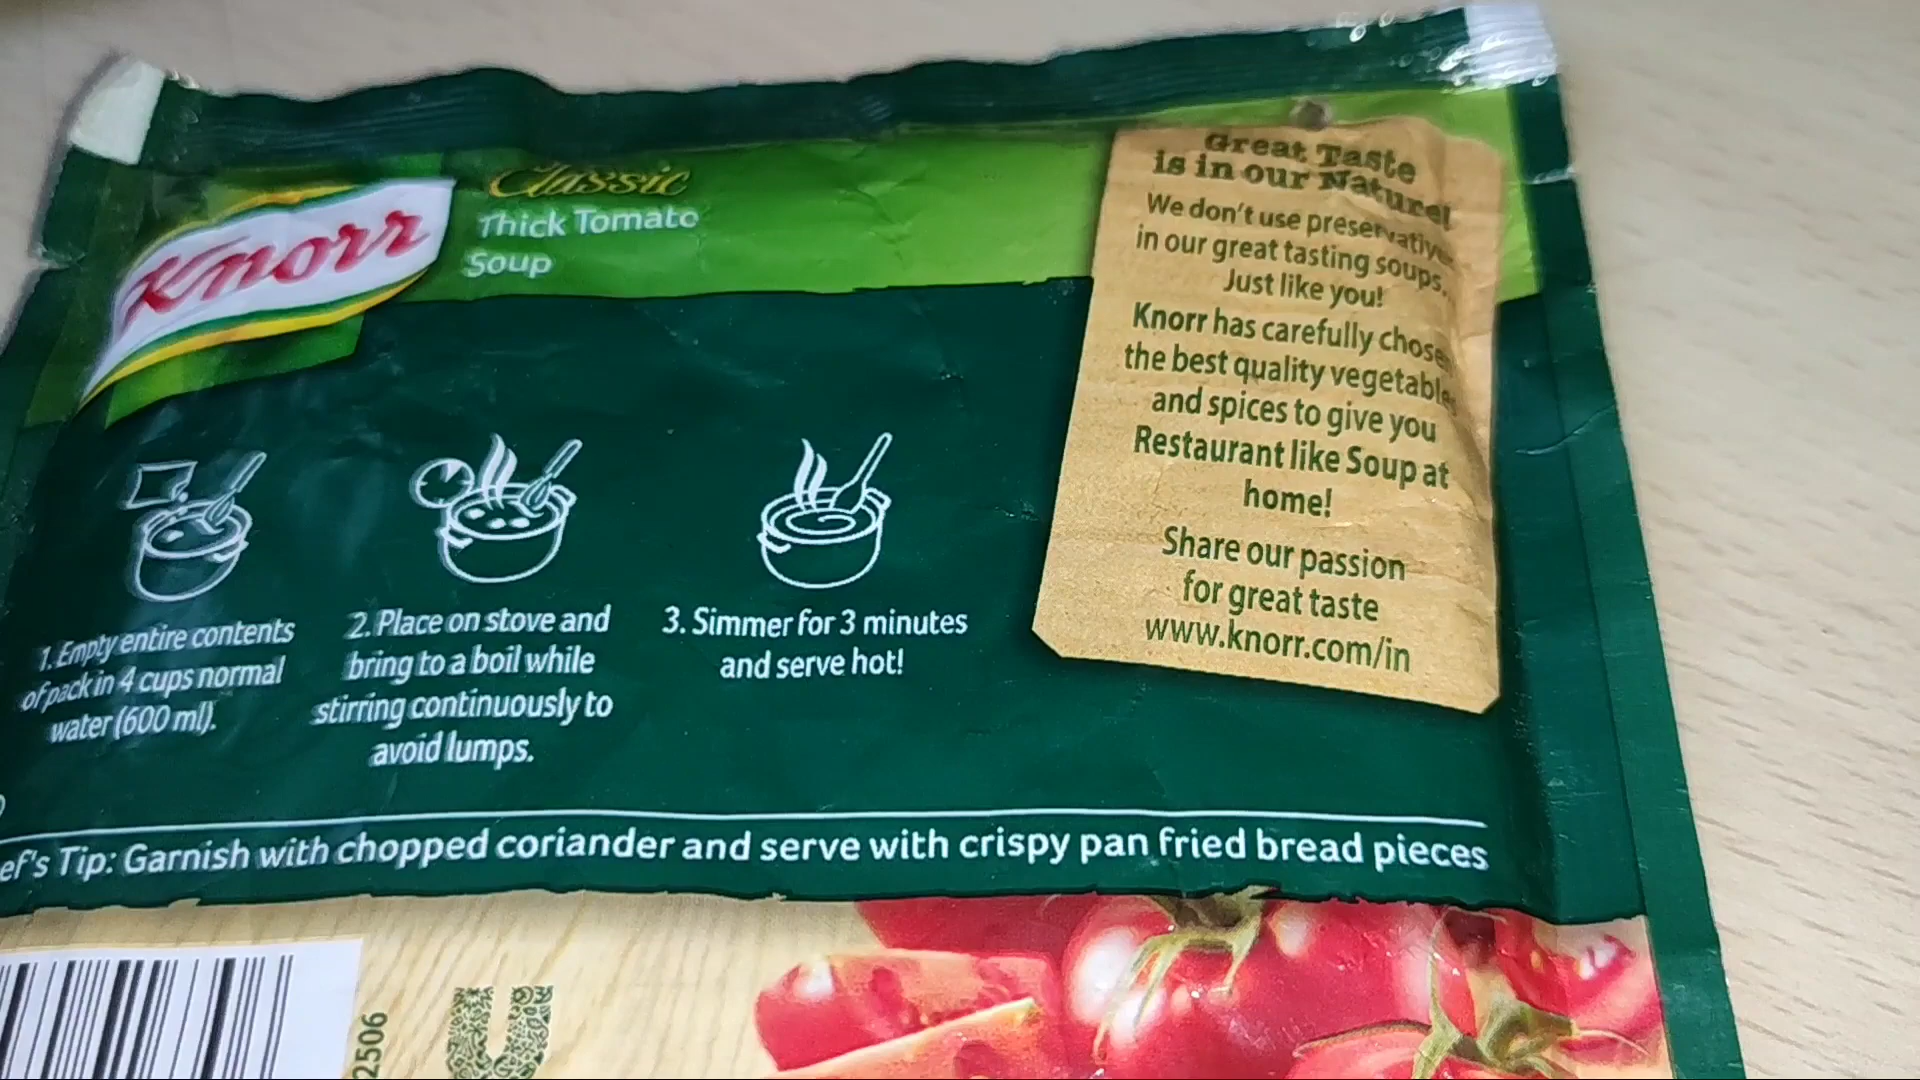 Knorr
Classic
Thick Tomato
Soup
Great Taste
is in our Nature!
We don't use preservative
in our great tasting soups.
Just like you!
Knorr has carefully chose
the best quality vegetable
and spices to give you
Restaurant like Soup at
home!
Share our passion
for great taste
www.knorr.com/in
1. Empty entire contents
of pack in 4 cups normal
water (600 ml).
2. Place on stove and
bring to a boil while
stirring continuously to
avoid lumps.
3. Simmer for 3 minutes
and serve hot!
ef's Tip: Garnish with chopped coriander and serve with crispy pan fried bread pieces
2506